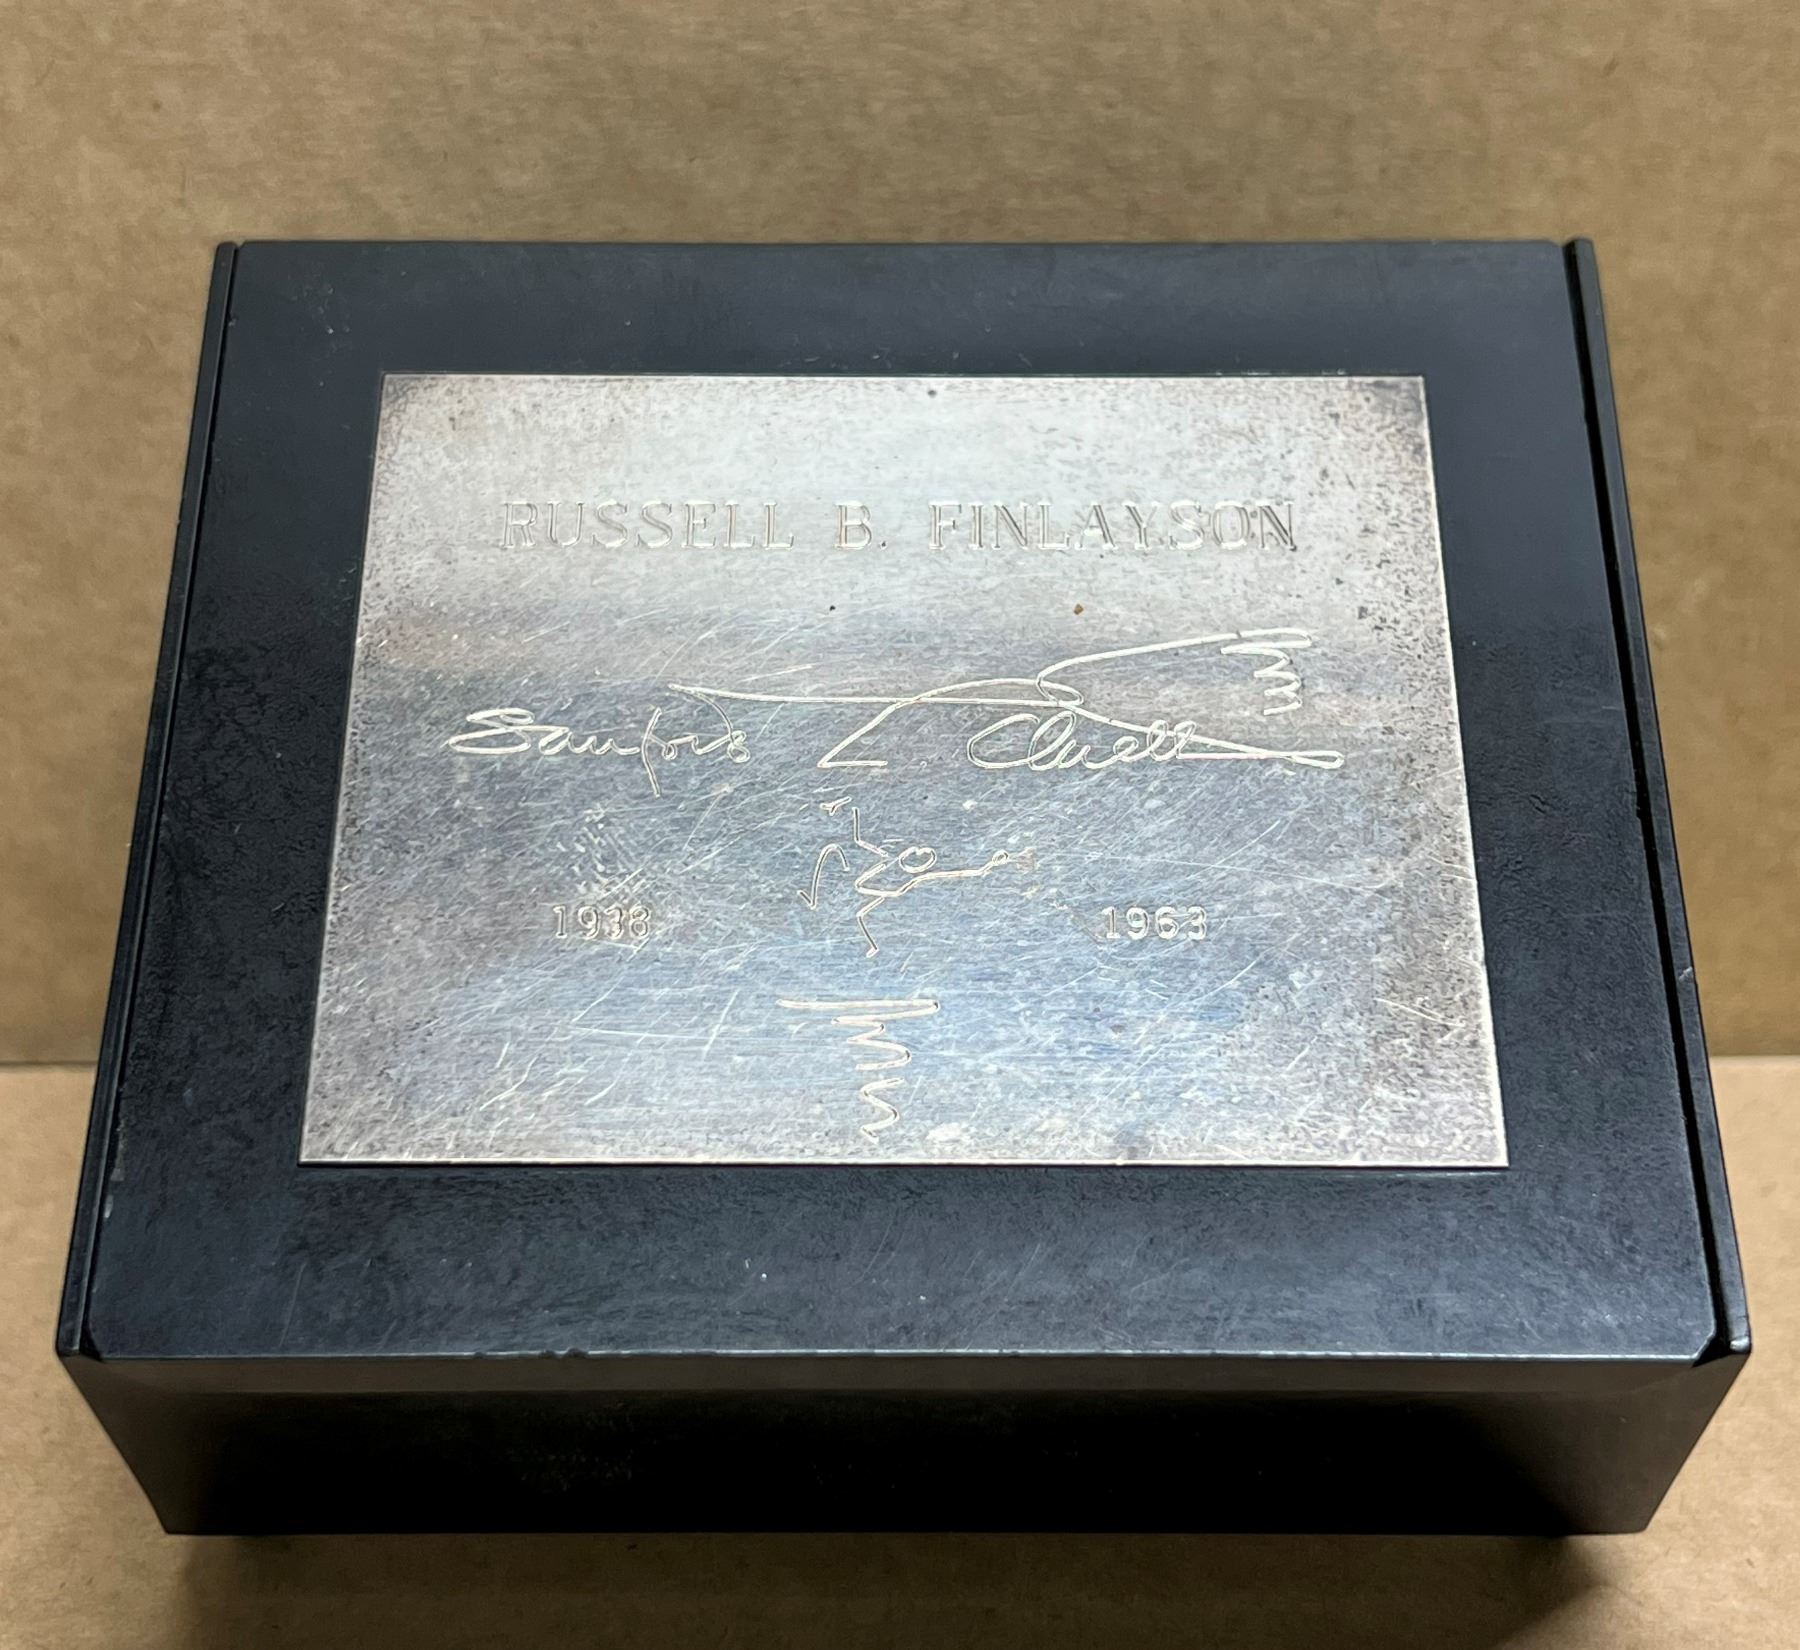 RUSSELL B. FINLAYSON
Sanford L. Cluett
1938 1963